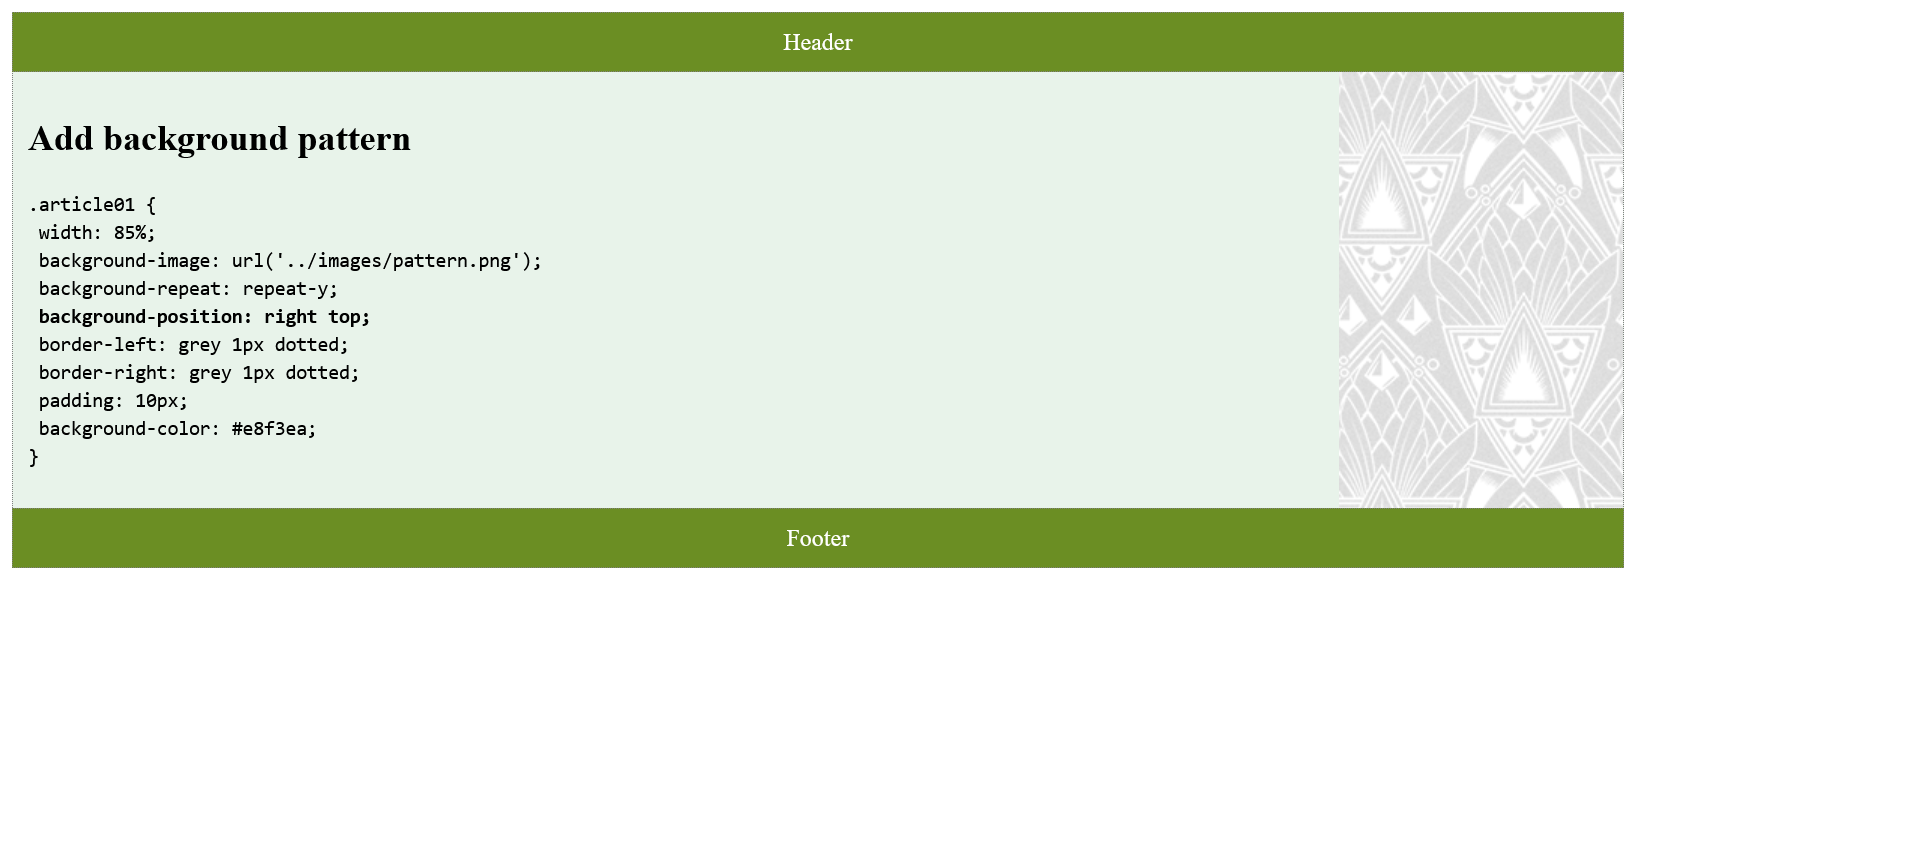 Header
Add background pattern
.article01 {
 width: 85%;
 background-image: url('../images/pattern.png');
 background-repeat: repeat-y;
 background-position: right top;
 border-left: grey 1px dotted;
 border-right: grey 1px dotted;
 padding: 10px;
 background-color: #e8f3ea;
}
Footer